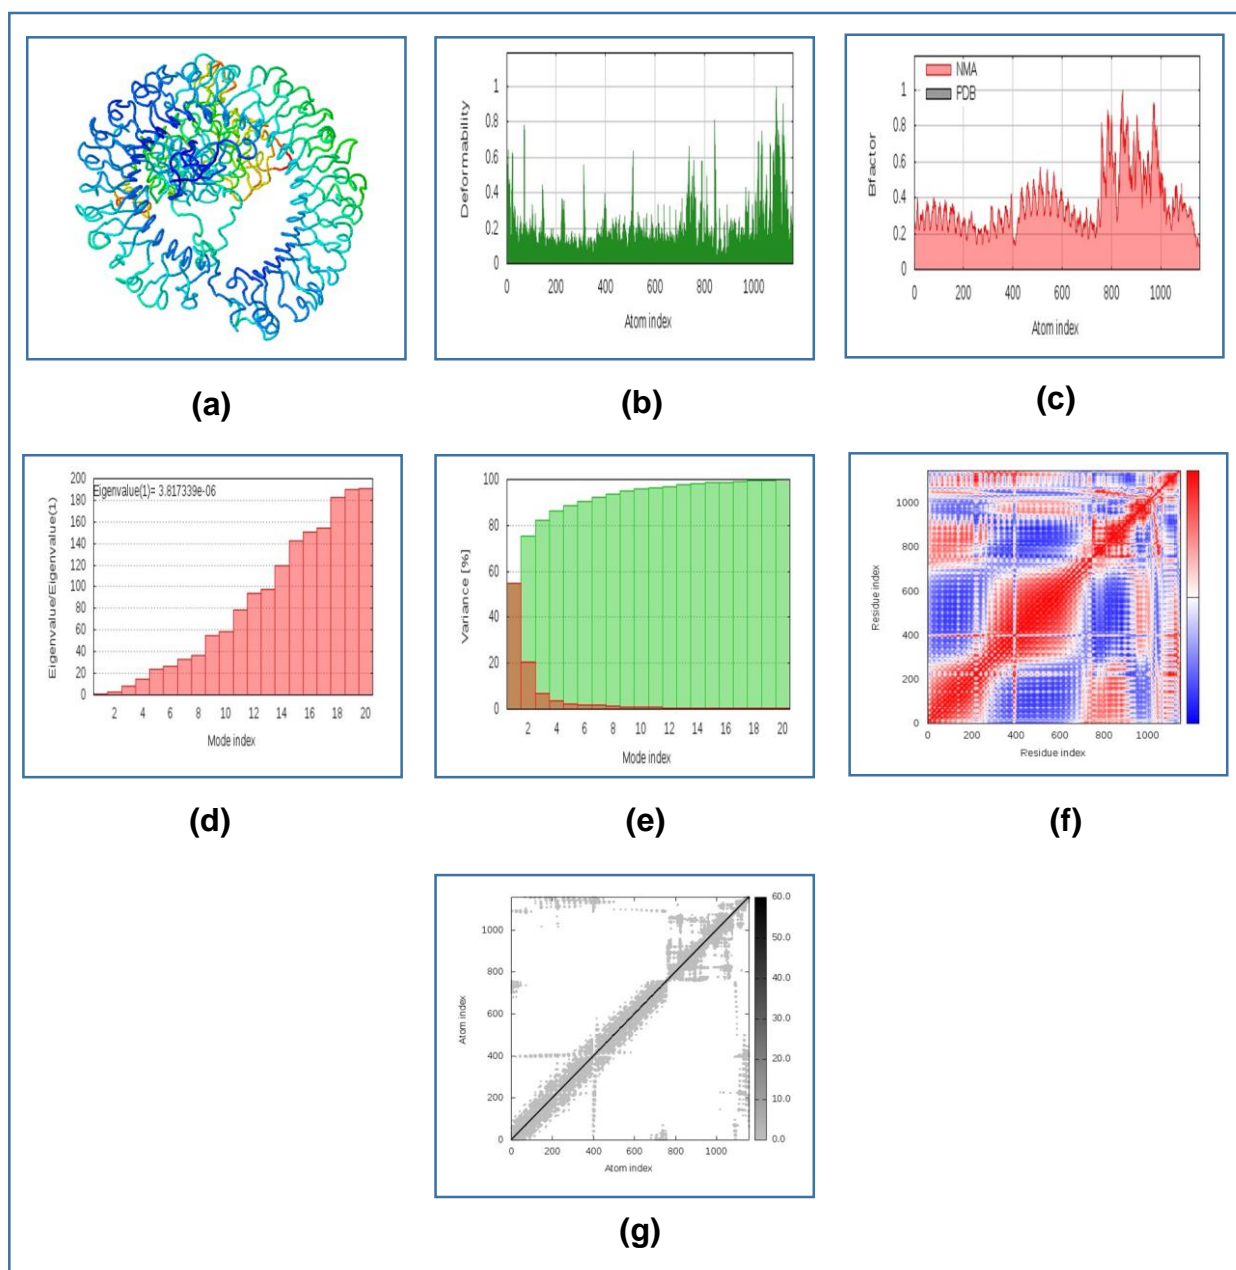 Deformability
1
0.8
0.6
0.4
0.2
0
0 200 400 600 800 1000
Atom index
NMA
PDB
Bfactor
1
0.8
0.6
0.4
0.2
0
0 200 400 600 800 1000
Atom index
(a)
(b)
(c)
Eigenvalue/Eigenvalue(1)
Eigenvalue(1)= 3.817339e-06
200
180
160
140
120
100
80
60
40
20
0
2 4 6 8 10 12 14 16 18 20
Mode index
Variance [%]
100
80
60
40
20
0
2 4 6 8 10 12 14 16 18 20
Mode index
Residue index
1000
800
600
400
200
0
0 200 400 600 800 1000
Residue index
(d)
(e)
(f)
Atom index
1000
800
600
400
200
0
0 200 400 600 800 1000
Atom index
60.0
50.0
40.0
30.0
20.0
10.0
0.0
(g)